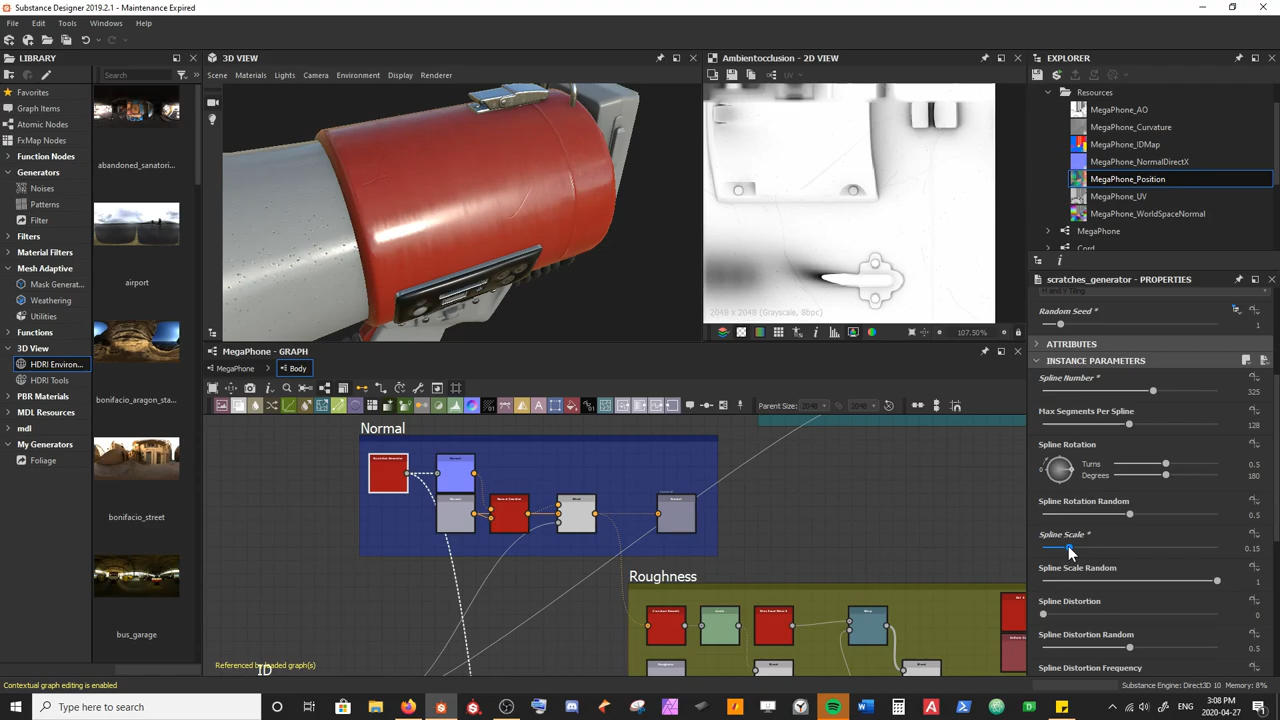 Substance Designer 2019.2.1 - Maintenance Expired
File Edit Tools Windows Help
LIBRARY
Search
Favorites
Graph Items
Atomic Nodes
FxMap Nodes
Function Nodes
Generators
Noises
Patterns
Filter
Filters
Material Filters
Mesh Adaptive
Mask Generat...
Weathering
Utilities
Functions
3D View
HDRI Environ...
HDRI Tools
PBR Materials
MDL Resources
mdl
My Generators
Foliage
abandoned_sanatori...
airport
bonifacio_aragon_sta...
bonifacio_street
bus_garage
3D VIEW
Scene Materials Lights Camera Environment Display Renderer
Ambientocclusion - 2D VIEW
UV
2048 x 2048 (Grayscale, 8bpc)
107.50%
MegaPhone - GRAPH
MegaPhone > Body
Parent Size: 2048 2048
Normal
Roughness
ID
Referenced by loaded graph(s)
EXPLORER
Resources
MegaPhone_AO
MegaPhone_Curvature
MegaPhone_IDMap
MegaPhone_NormalDirectX
MegaPhone_Position
MegaPhone_UV
MegaPhone_WorldSpaceNormal
MegaPhone
Cord
scratches_generator - PROPERTIES
H and V Tiling
Random Seed *
1
ATTRIBUTES
INSTANCE PARAMETERS
Spline Number *
325
Max Segments Per Spline
128
Spline Rotation
Turns 0.5
Degrees 180
Spline Rotation Random
0.5
Spline Scale *
0.15
Spline Scale Random
1
Spline Distortion
0
Spline Distortion Random
0.5
Spline Distortion Frequency
Contextual graph editing is enabled
Substance Engine: Direct3D 10 Memory: 8%
Type here to search
ENG
3:08 PM
2020-04-27